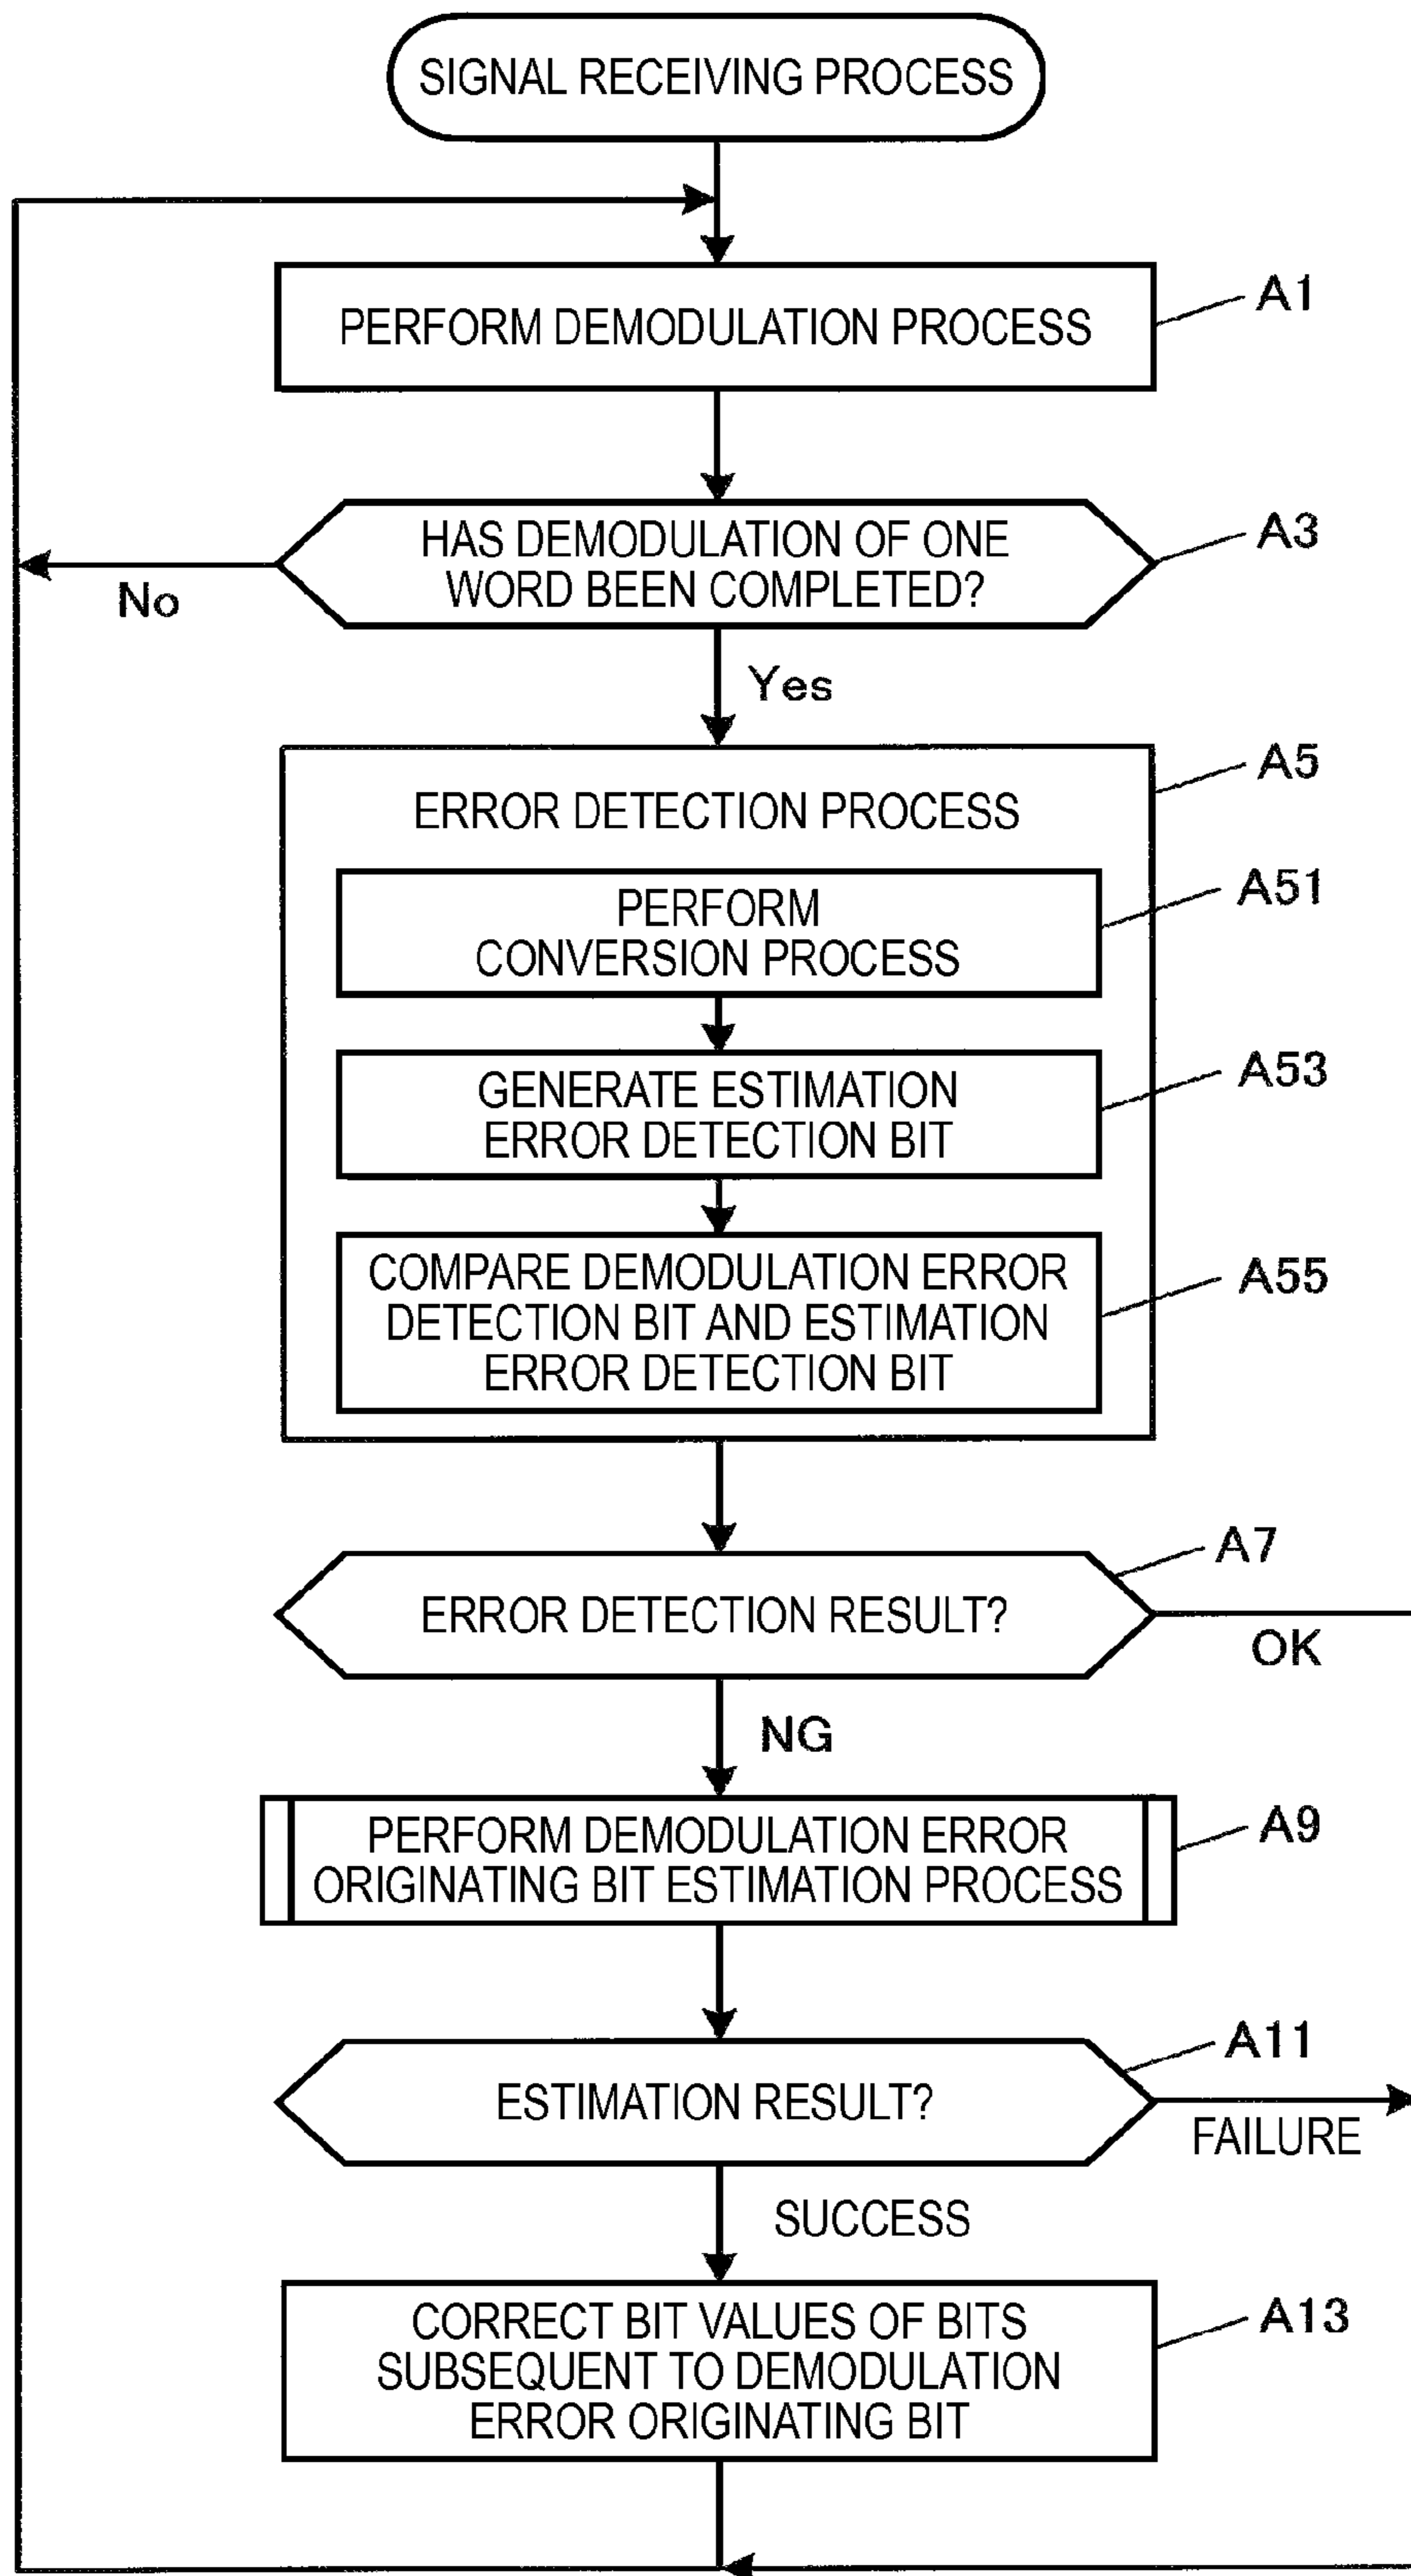 SIGNAL RECEIVING PROCESS
PERFORM DEMODULATION PROCESS
A1
HAS DEMODULATION OF ONE
WORD BEEN COMPLETED?
A3
No
Yes
A5
ERROR DETECTION PROCESS
PERFORM
CONVERSION PROCESS
A51
GENERATE ESTIMATION
ERROR DETECTION BIT
A53
COMPARE DEMODULATION ERROR
DETECTION BIT AND ESTIMATION
ERROR DETECTION BIT
A55
A7
ERROR DETECTION RESULT?
OK
NG
PERFORM DEMODULATION ERROR
ORIGINATING BIT ESTIMATION PROCESS
A9
A11
ESTIMATION RESULT?
FAILURE
SUCCESS
CORRECT BIT VALUES OF BITS
SUBSEQUENT TO DEMODULATION
ERROR ORIGINATING BIT
A13